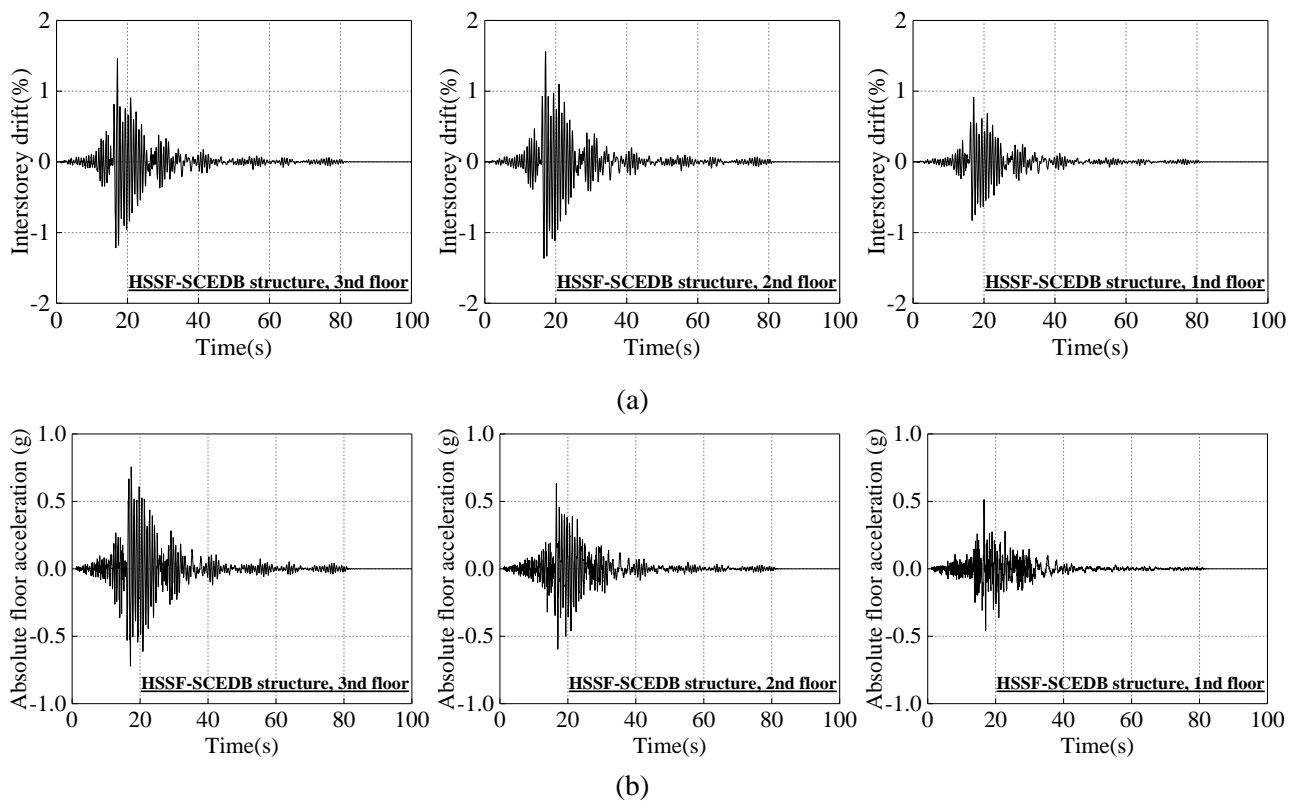 Interstorey drift(%)
2
1
0
-1
-2
HSSF-SCEDB structure, 3nd floor
0 20 40 60 80 100
Time(s)
Interstorey drift(%)
2
1
0
-1
-2
HSSF-SCEDB structure, 2nd floor
0 20 40 60 80 100
Time(s)
Interstorey drift(%)
2
1
0
-1
-2
HSSF-SCEDB structure, 1nd floor
0 20 40 60 80 100
Time(s)
(a)
Absolute floor acceleration (g)
1.0
0.5
0.0
-0.5
-1.0
HSSF-SCEDB structure, 3nd floor
0 20 40 60 80 100
Time(s)
Absolute floor acceleration (g)
1.0
0.5
0.0
-0.5
-1.0
HSSF-SCEDB structure, 2nd floor
0 20 40 60 80 100
Time(s)
Absolute floor acceleration (g)
1.0
0.5
0.0
-0.5
-1.0
HSSF-SCEDB structure, 1nd floor
0 20 40 60 80 100
Time(s)
(b)